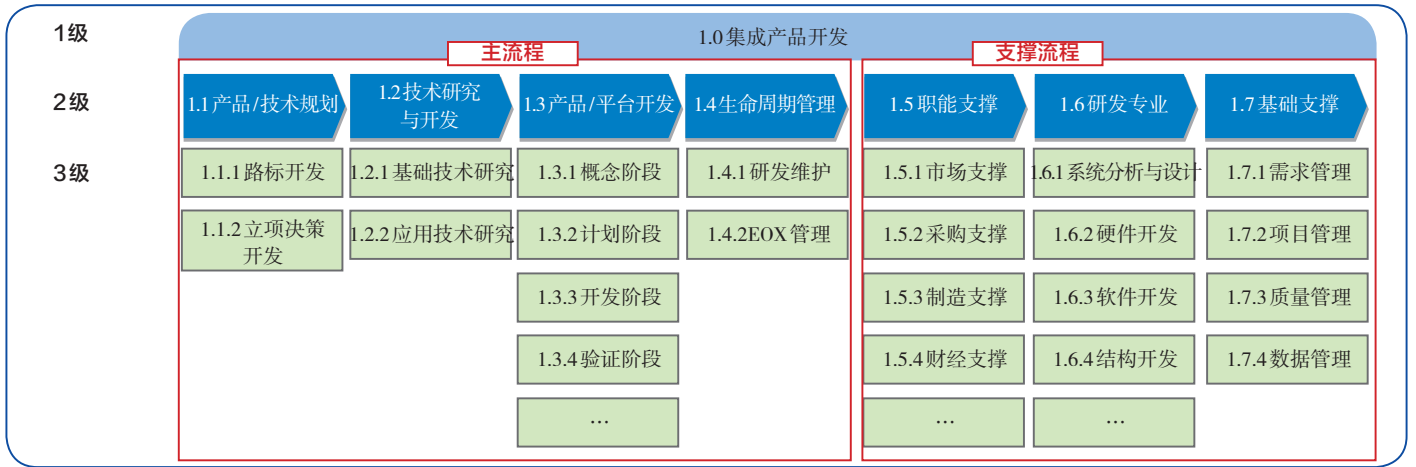 1级
1.0集成产品开发
主流程
支撑流程
2级
1.1产品/技术规划
1.2技术研究
与开发
1.3产品/平台开发
1.4生命周期管理
1.5职能支撑
1.6研发专业
1.7基础支撑
3级
1.1.1路标开发
1.2.1基础技术研究
1.3.1概念阶段
1.4.1研发维护
1.5.1市场支撑
1.6.1系统分析与设计
1.7.1需求管理
1.1.2立项决策
开发
1.2.2应用技术研究
1.3.2计划阶段
1.4.2EOX管理
1.5.2采购支撑
1.6.2硬件开发
1.7.2项目管理
1.3.3开发阶段
1.5.3制造支撑
1.6.3软件开发
1.7.3质量管理
1.3.4验证阶段
1.5.4财经支撑
1.6.4结构开发
1.7.4数据管理
…
…
…